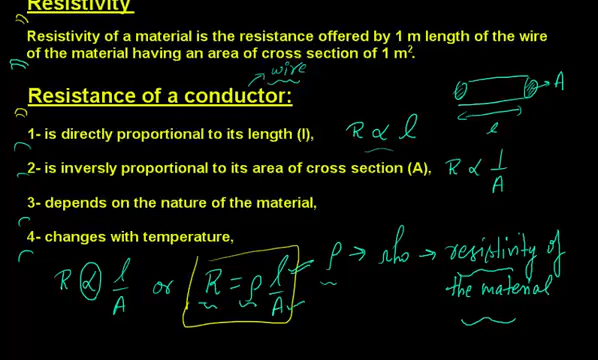 Resistivity
Resistivity of a material is the resistance offered by 1 m length of the wire
of the material having an area of cross section of 1 m².
wire
Resistance of a conductor:
A
l
1- is directly proportional to its length (l), R ∝ l
2- is inversly proportional to its area of cross section (A), R ∝ 1/A
3- depends on the nature of the material,
4- changes with temperature,
R ∝ l/A or R = ρ l/A ρ → rho → resistivity of
the material